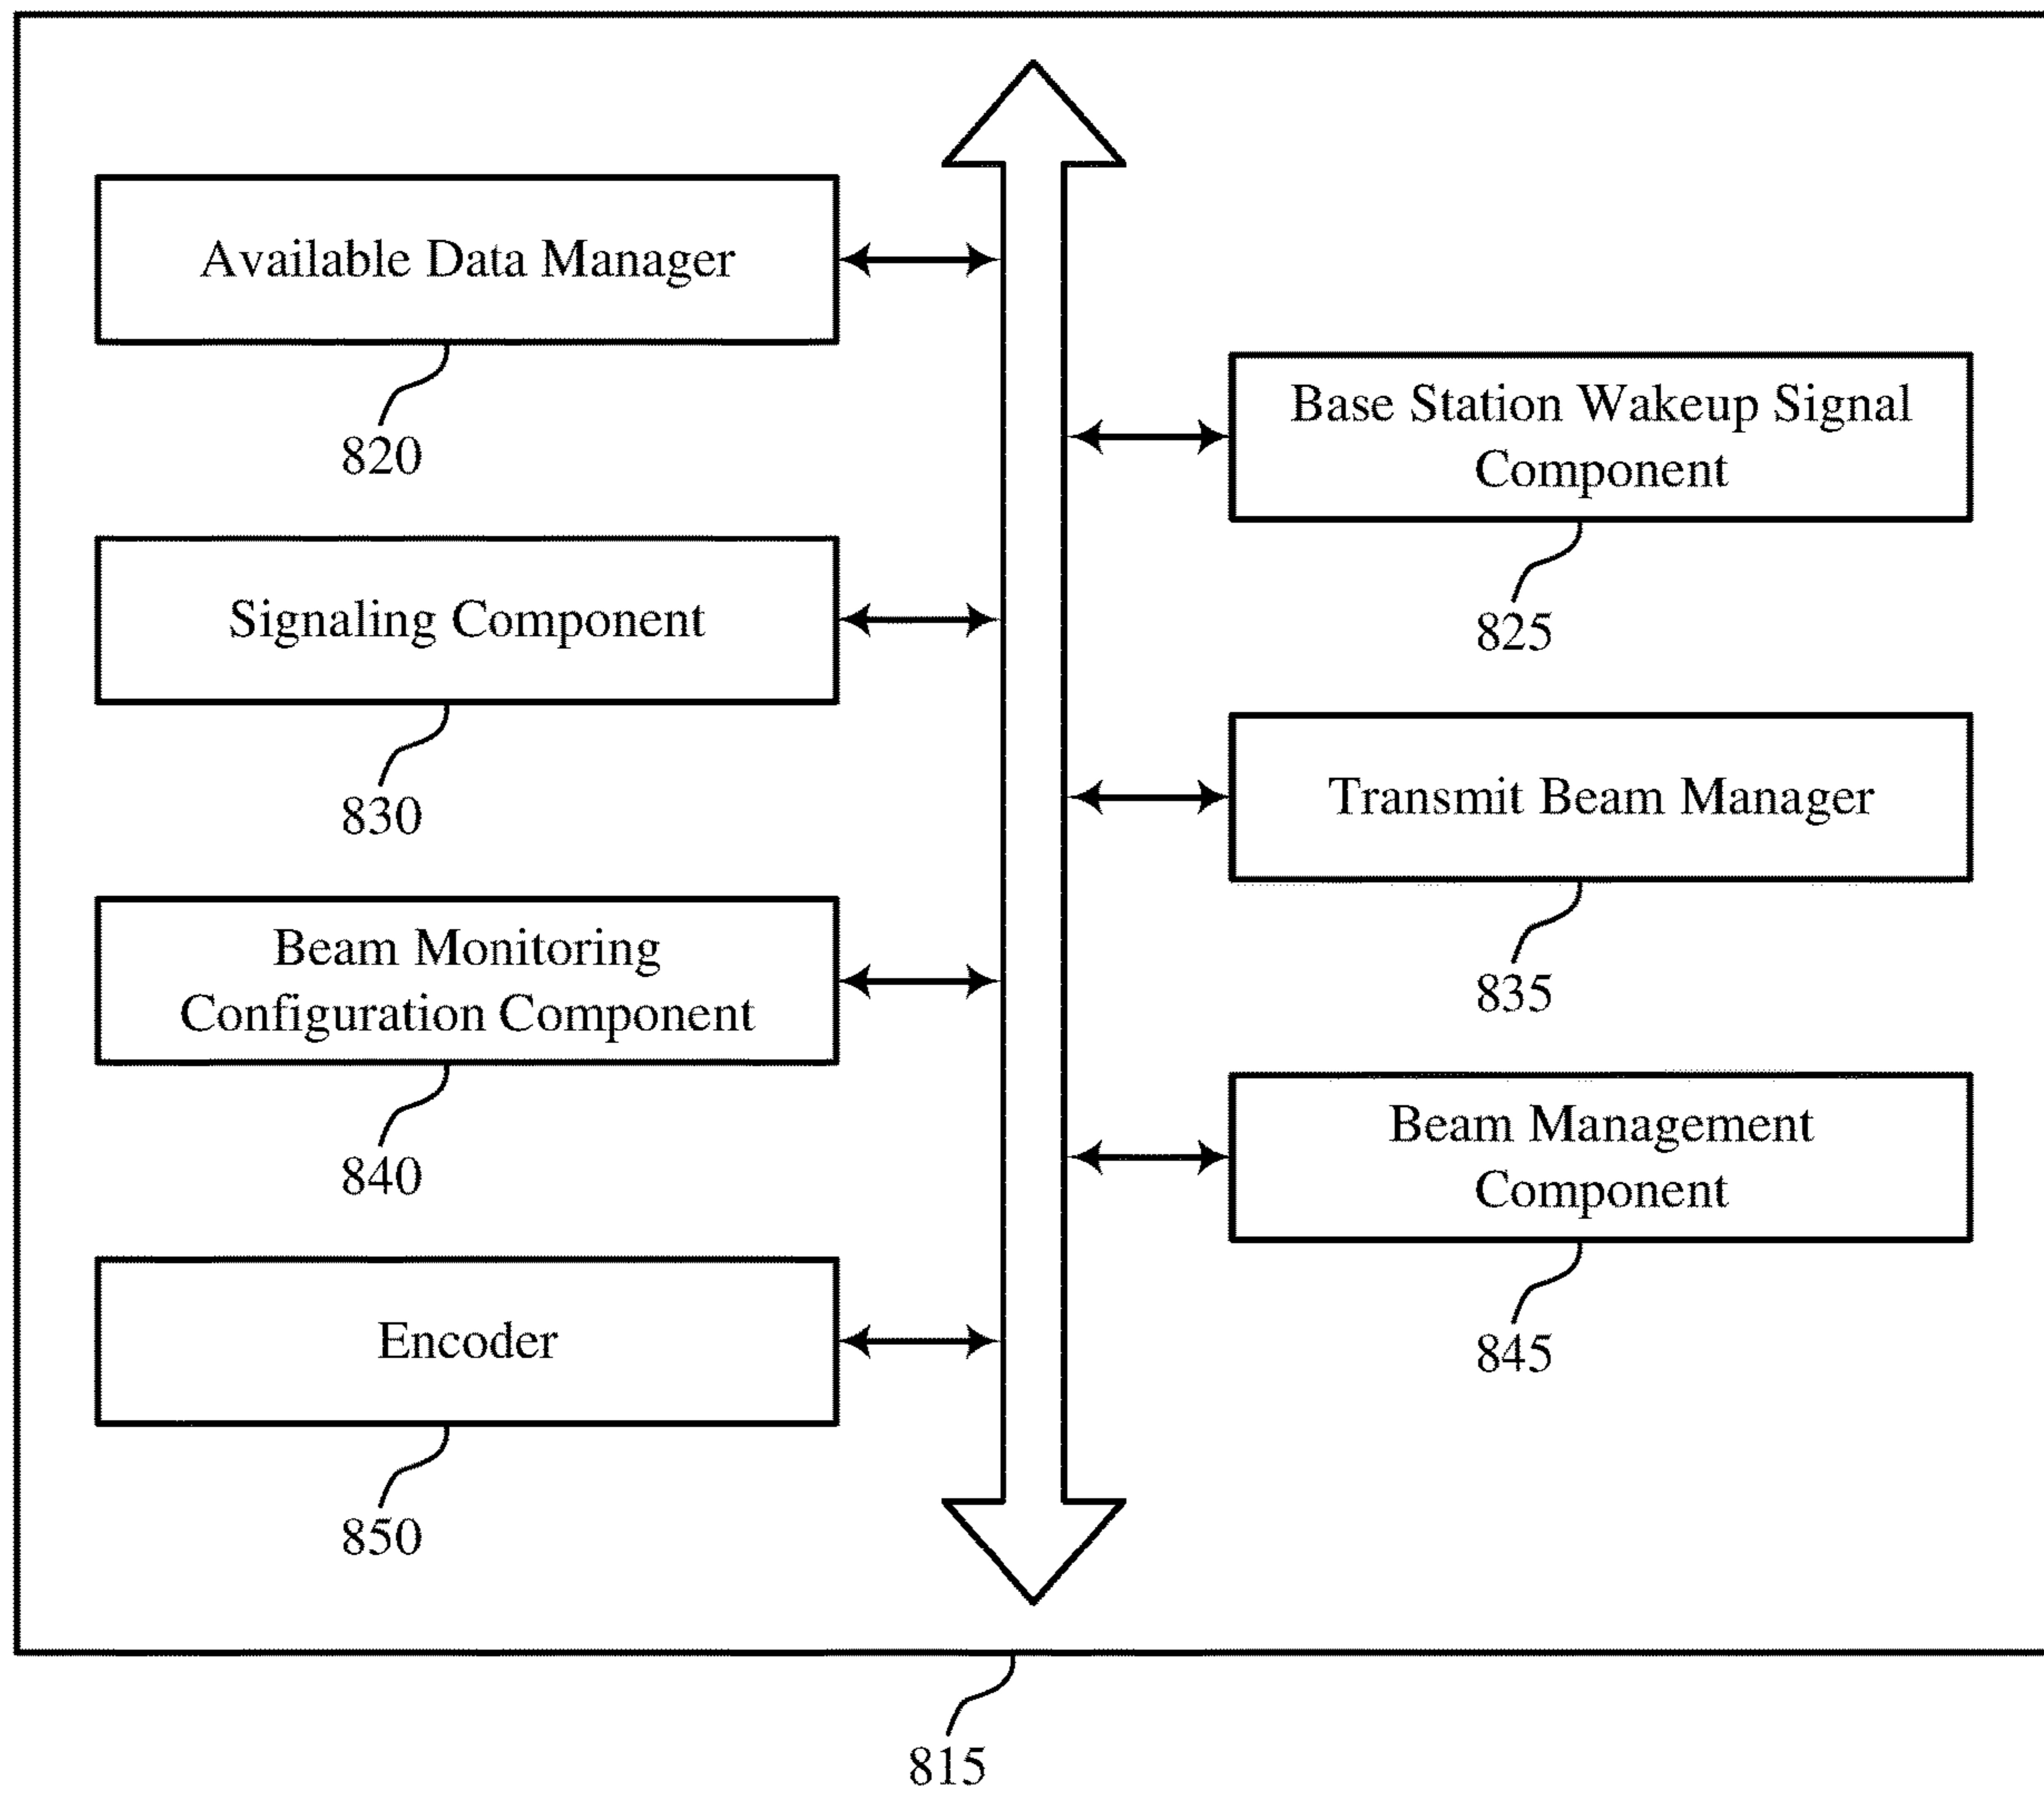 Available Data Manager
820
Base Station Wakeup Signal
Component
825
Signaling Component
830
Transmit Beam Manager
835
Beam Monitoring
Configuration Component
840
Beam Management
Component
845
Encoder
850
815